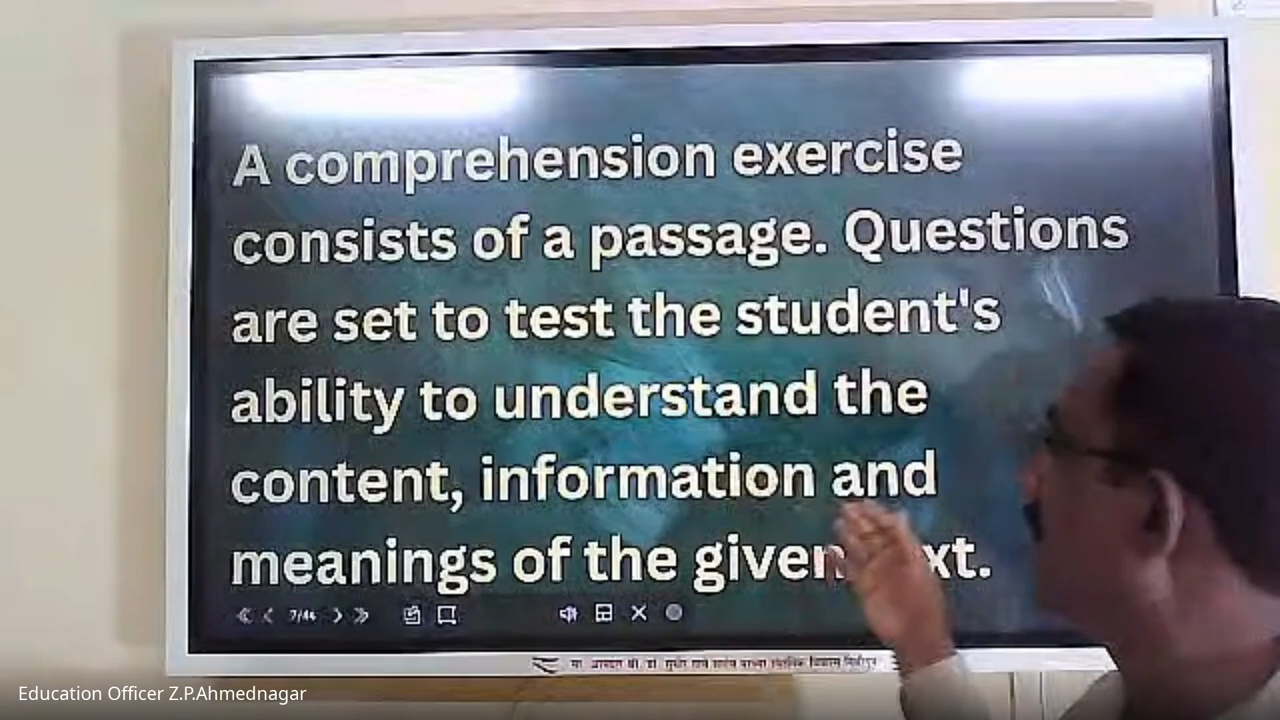 A comprehension exercise
consists of a passage. Questions
are set to test the student's
ability to understand the
content, information and
meanings of the given xt.
7/44
Education Officer Z.P.Ahmednagar